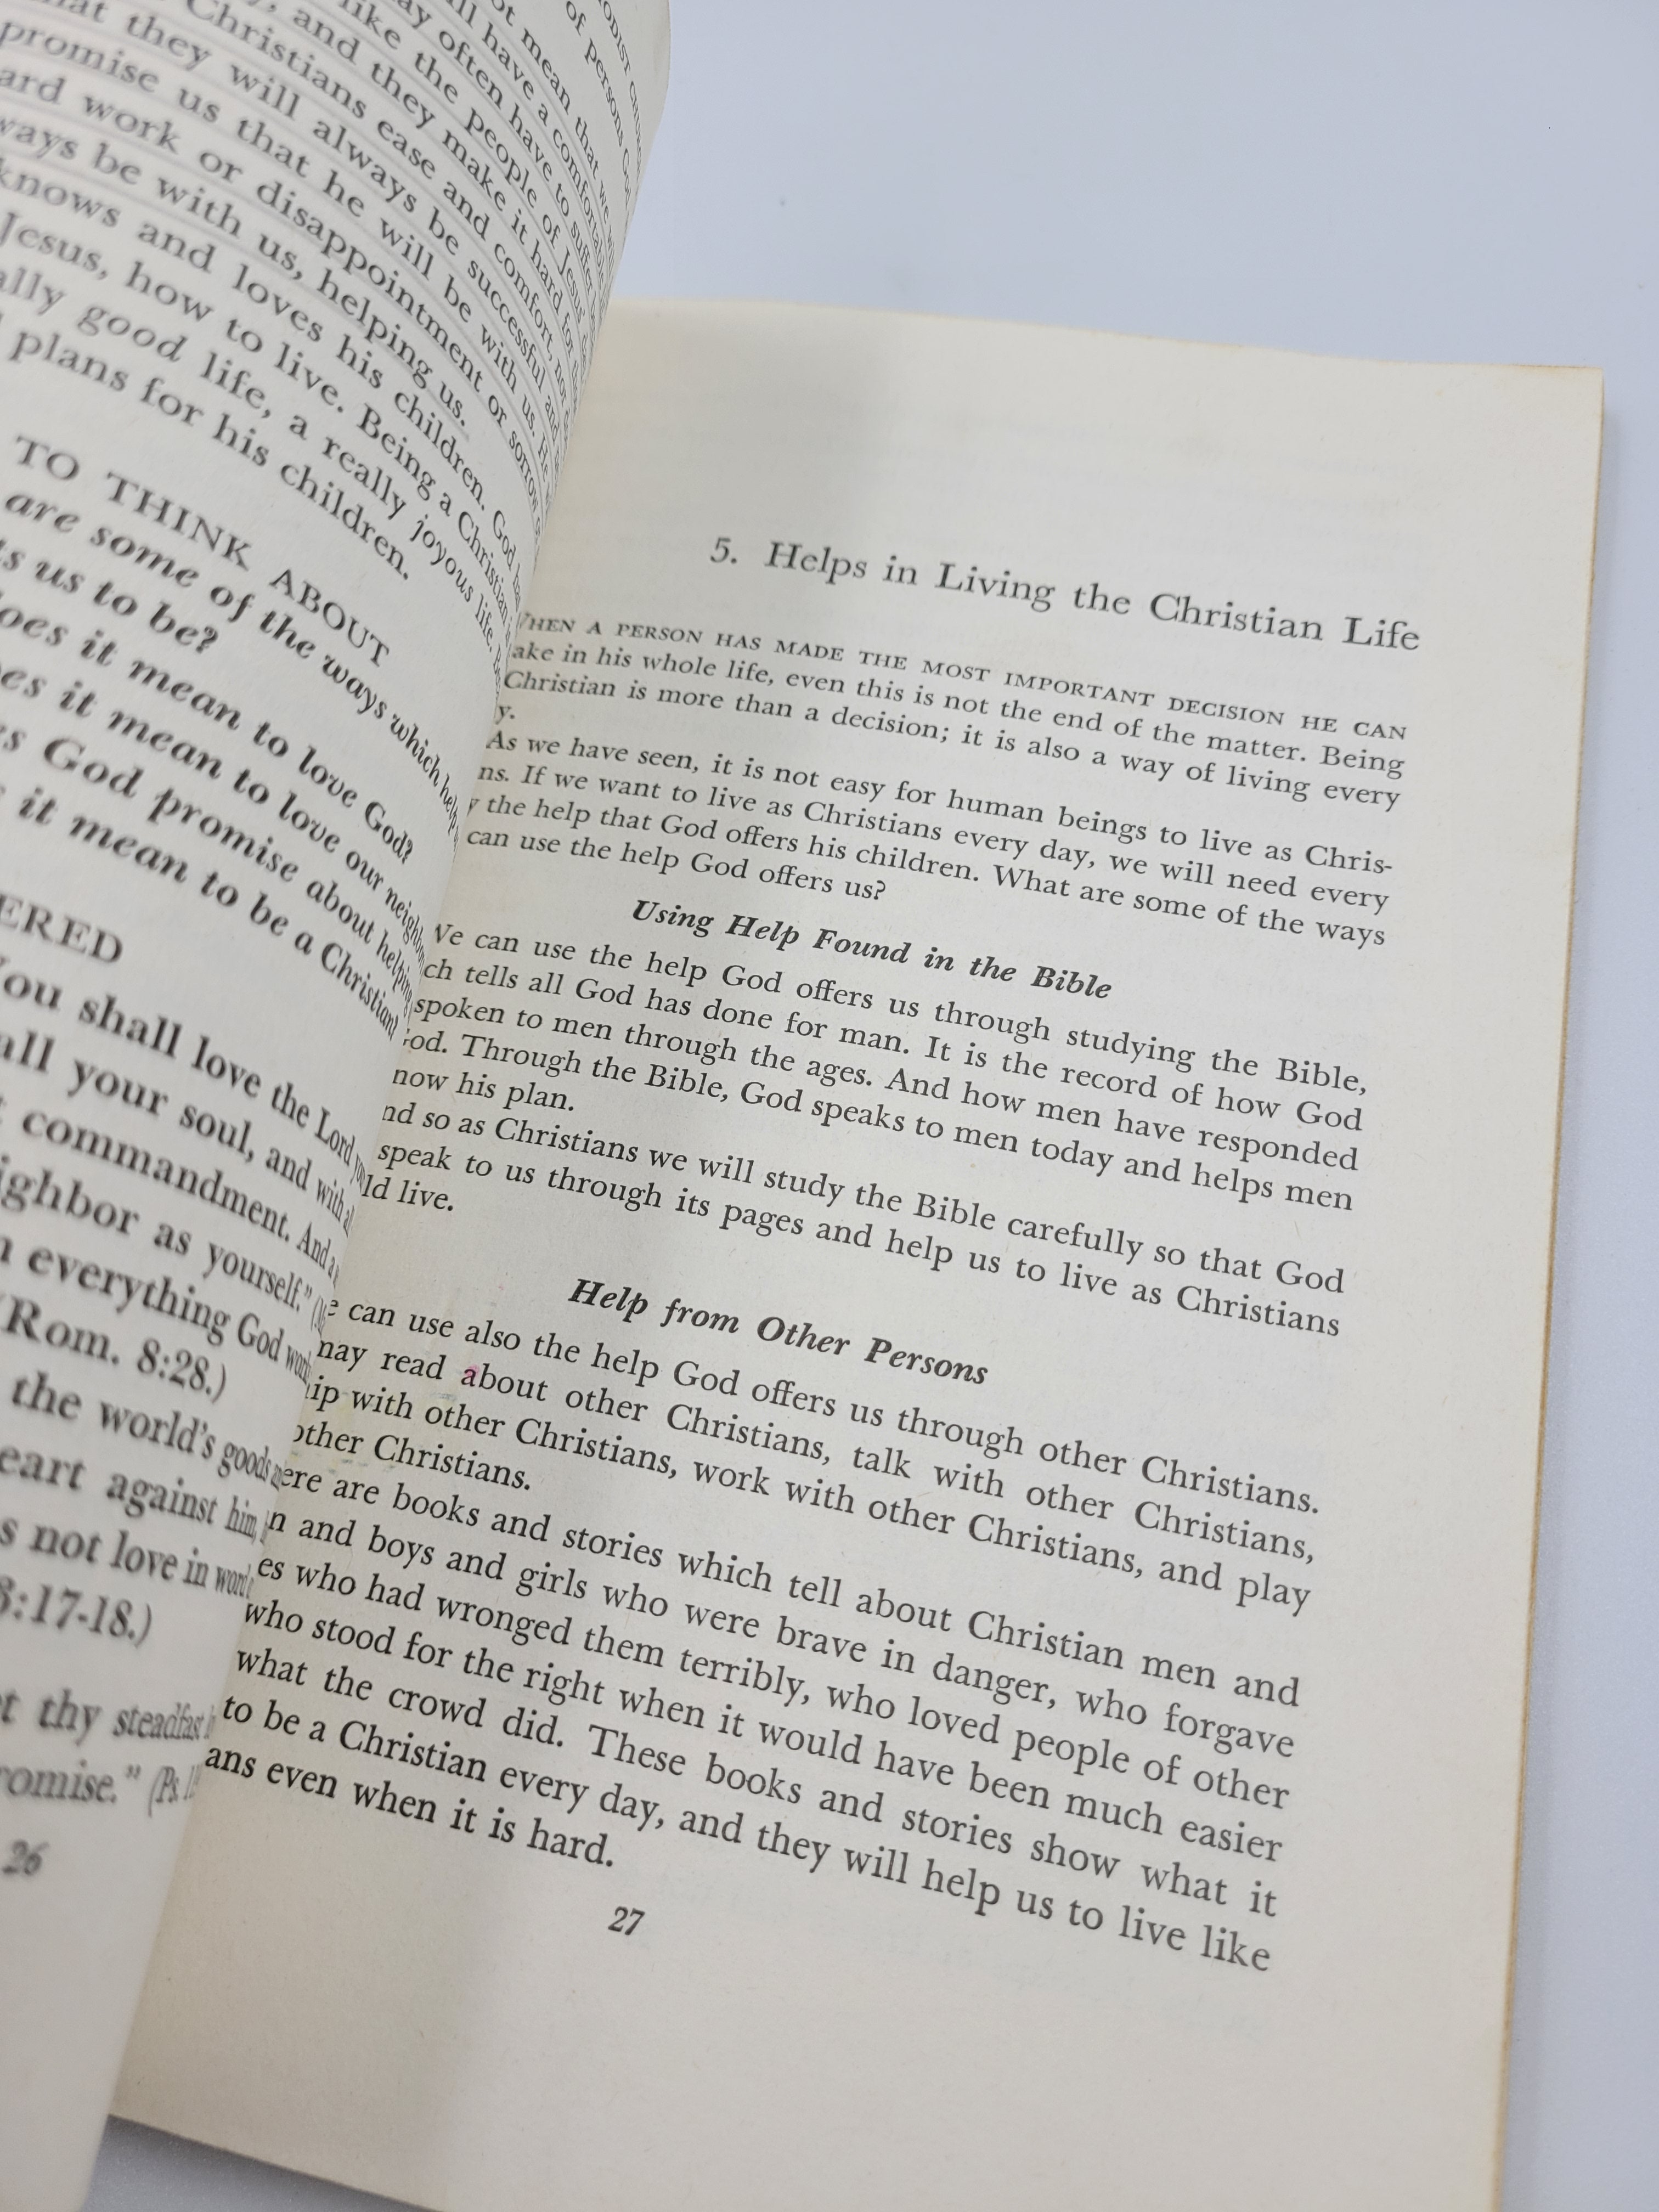 of persons
not mean that we
all have a
ay often have to suffer
like the people of Jesus'
, and they make it hard for
Christians ease and comfort, nor
hat they will always be successful and
promise us that he will be with us. He
ard work or disappointment or sorrow
ways be with us, helping us.
knows and loves his children. God
Jesus, how to live. Being a Christian
ally good life, a really joyous life.
plans for his children.
TO THINK ABOUT
are some of the ways which
ts us to be?
oes it mean to love God?
es it mean to love our
s God promise about helping
it mean to be a Christian?
ERED
You shall love the Lord
all your soul, and with
t commandment. And
ighbor as yourself."
n everything God
(Rom. 8:28.)
the world's goods
eart against him,
s not love in word
3:17-18.)
t thy steadfast
romise." (Ps.
26
5. Helps in Living the Christian Life
WHEN A PERSON HAS MADE THE MOST IMPORTANT DECISION HE CAN
ake in his whole life, even this is not the end of the matter. Being
Christian is more than a decision; it is also a way of living every
y.
As we have seen, it is not easy for human beings to live as Chris-
ns. If we want to live as Christians every day, we will need every
y the help that God offers his children. What are some of the ways
can use the help God offers us?
Using Help Found in the Bible
We can use the help God offers us through studying the Bible,
ch tells all God has done for man. It is the record of how God
spoken to men through the ages. And how men have responded
God. Through the Bible, God speaks to men today and helps men
now his plan.
nd so as Christians we will study the Bible carefully so that God
speak to us through its pages and help us to live as Christians
ld live.
Help from Other Persons
e can use also the help God offers us through other Christians.
may read about other Christians, talk with other Christians,
ip with other Christians, work with other Christians, and play
other Christians.
ere are books and stories which tell about Christian men and
n and boys and girls who were brave in danger, who forgave
es who had wronged them terribly, who loved people of other
who stood for the right when it would have been much easier
what the crowd did. These books and stories show what it
to be a Christian every day, and they will help us to live like
ans even when it is hard.
27